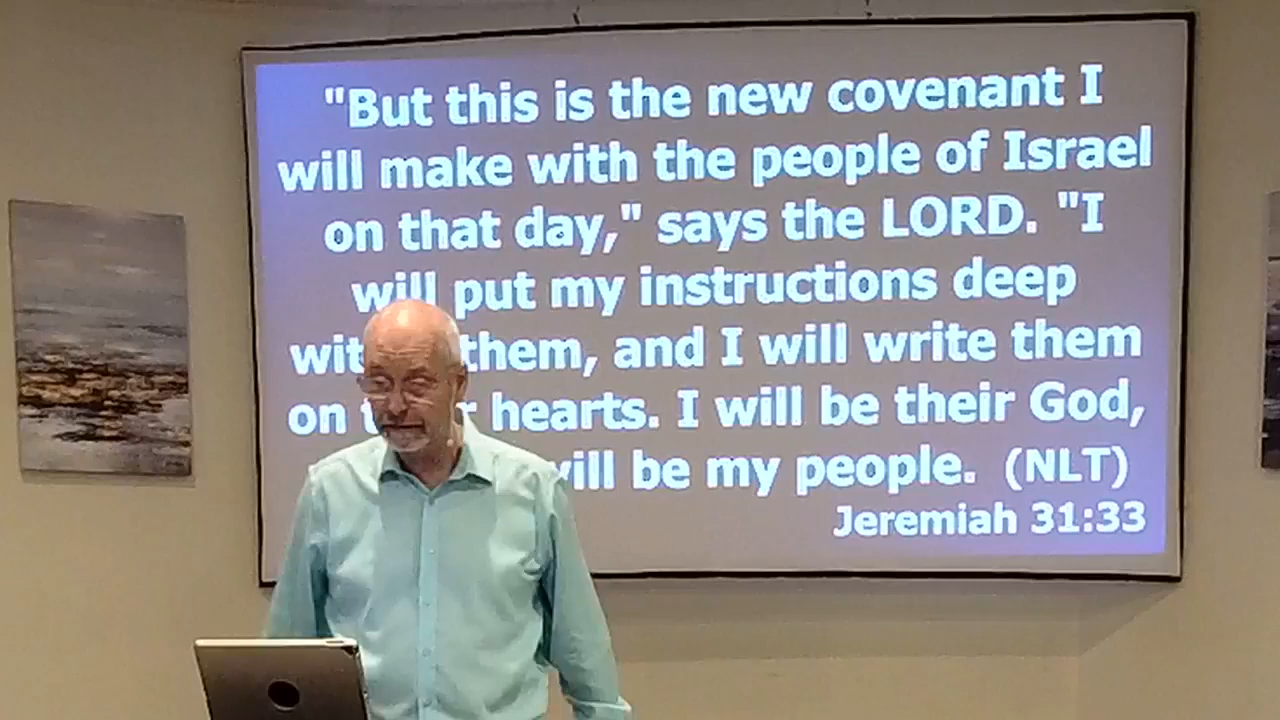 "But this is the new covenant I
will make with the people of Israel
on that day," says the LORD. "I
will put my instructions deep
them, and I will write them
on hearts. I will be their God,
will be my people. (NLT)
Jeremiah 31:33